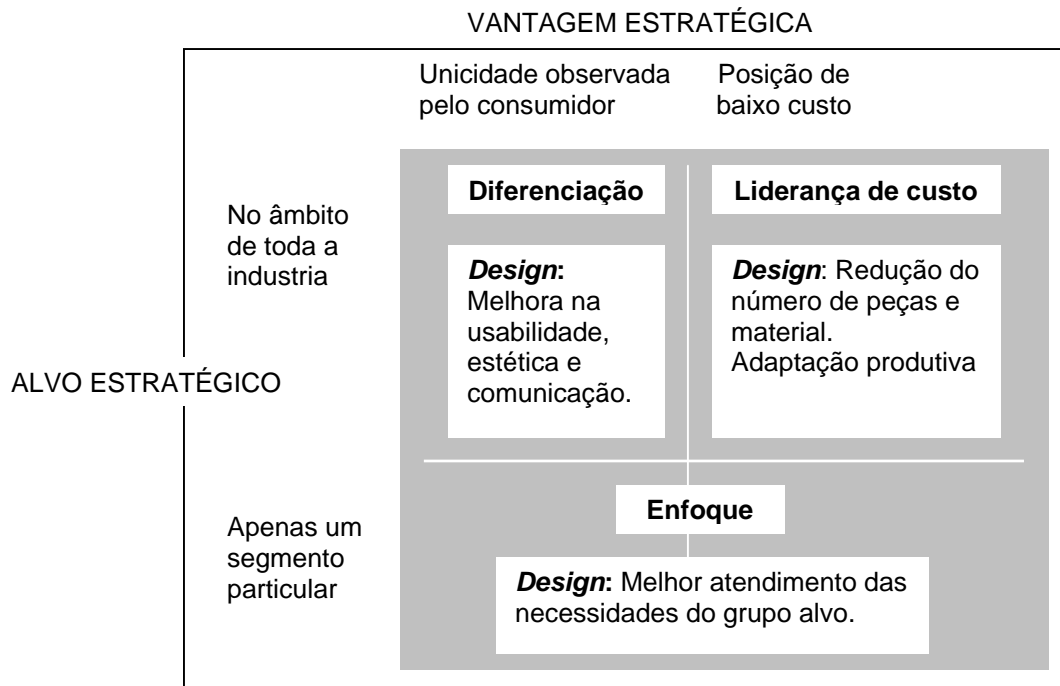 VANTAGEM ESTRATÉGICA
Unicidade observada
pelo consumidor
Posição de
baixo custo
No âmbito
de toda a
industria
Diferenciação
Design:
Melhora na
usabilidade,
estética e
comunicação.
Liderança de custo
Design: Redução do
número de peças e
material.
Adaptação produtiva
ALVO ESTRATÉGICO
Apenas um
segmento
particular
Enfoque
Design: Melhor atendimento das
necessidades do grupo alvo.